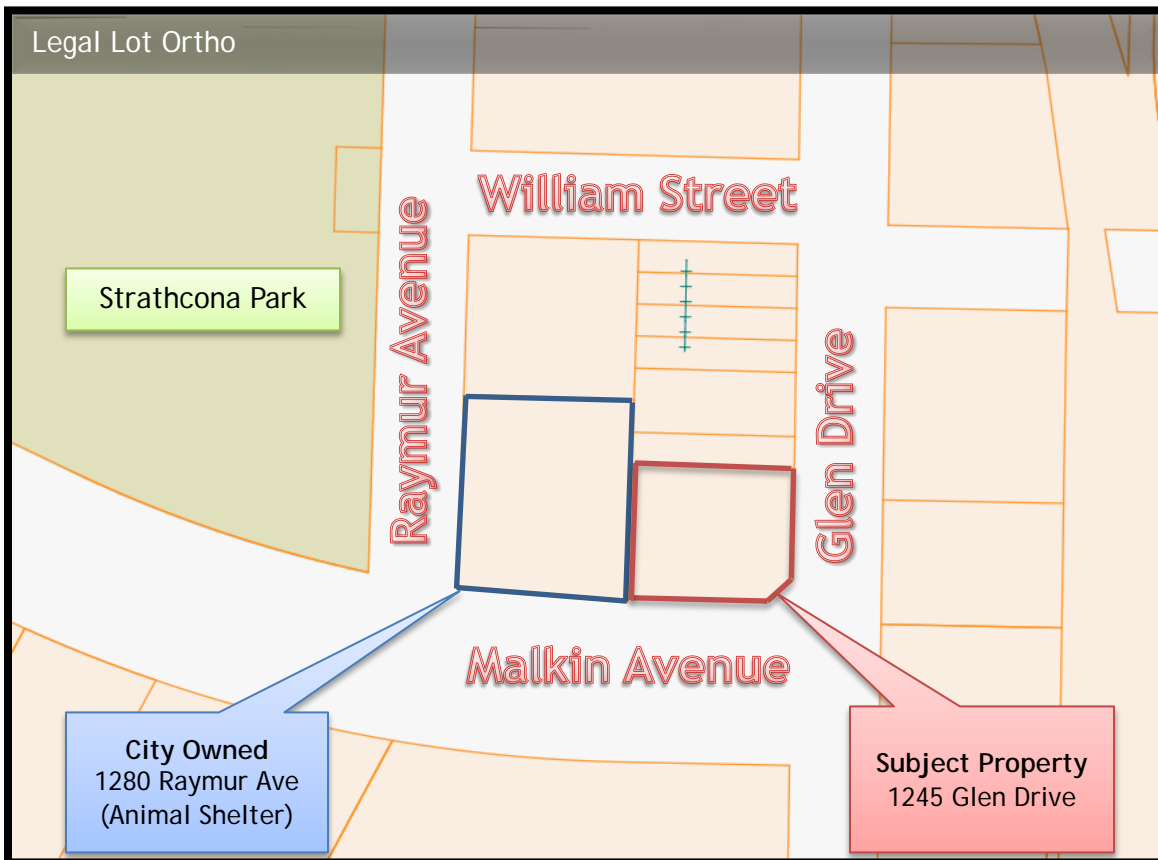 Legal Lot Ortho
William Street
Strathcona Park
Raymur Avenue
Glen Drive
Malkin Avenue
City Owned
1280 Raymur Ave
(Animal Shelter)
Subject Property
1245 Glen Drive